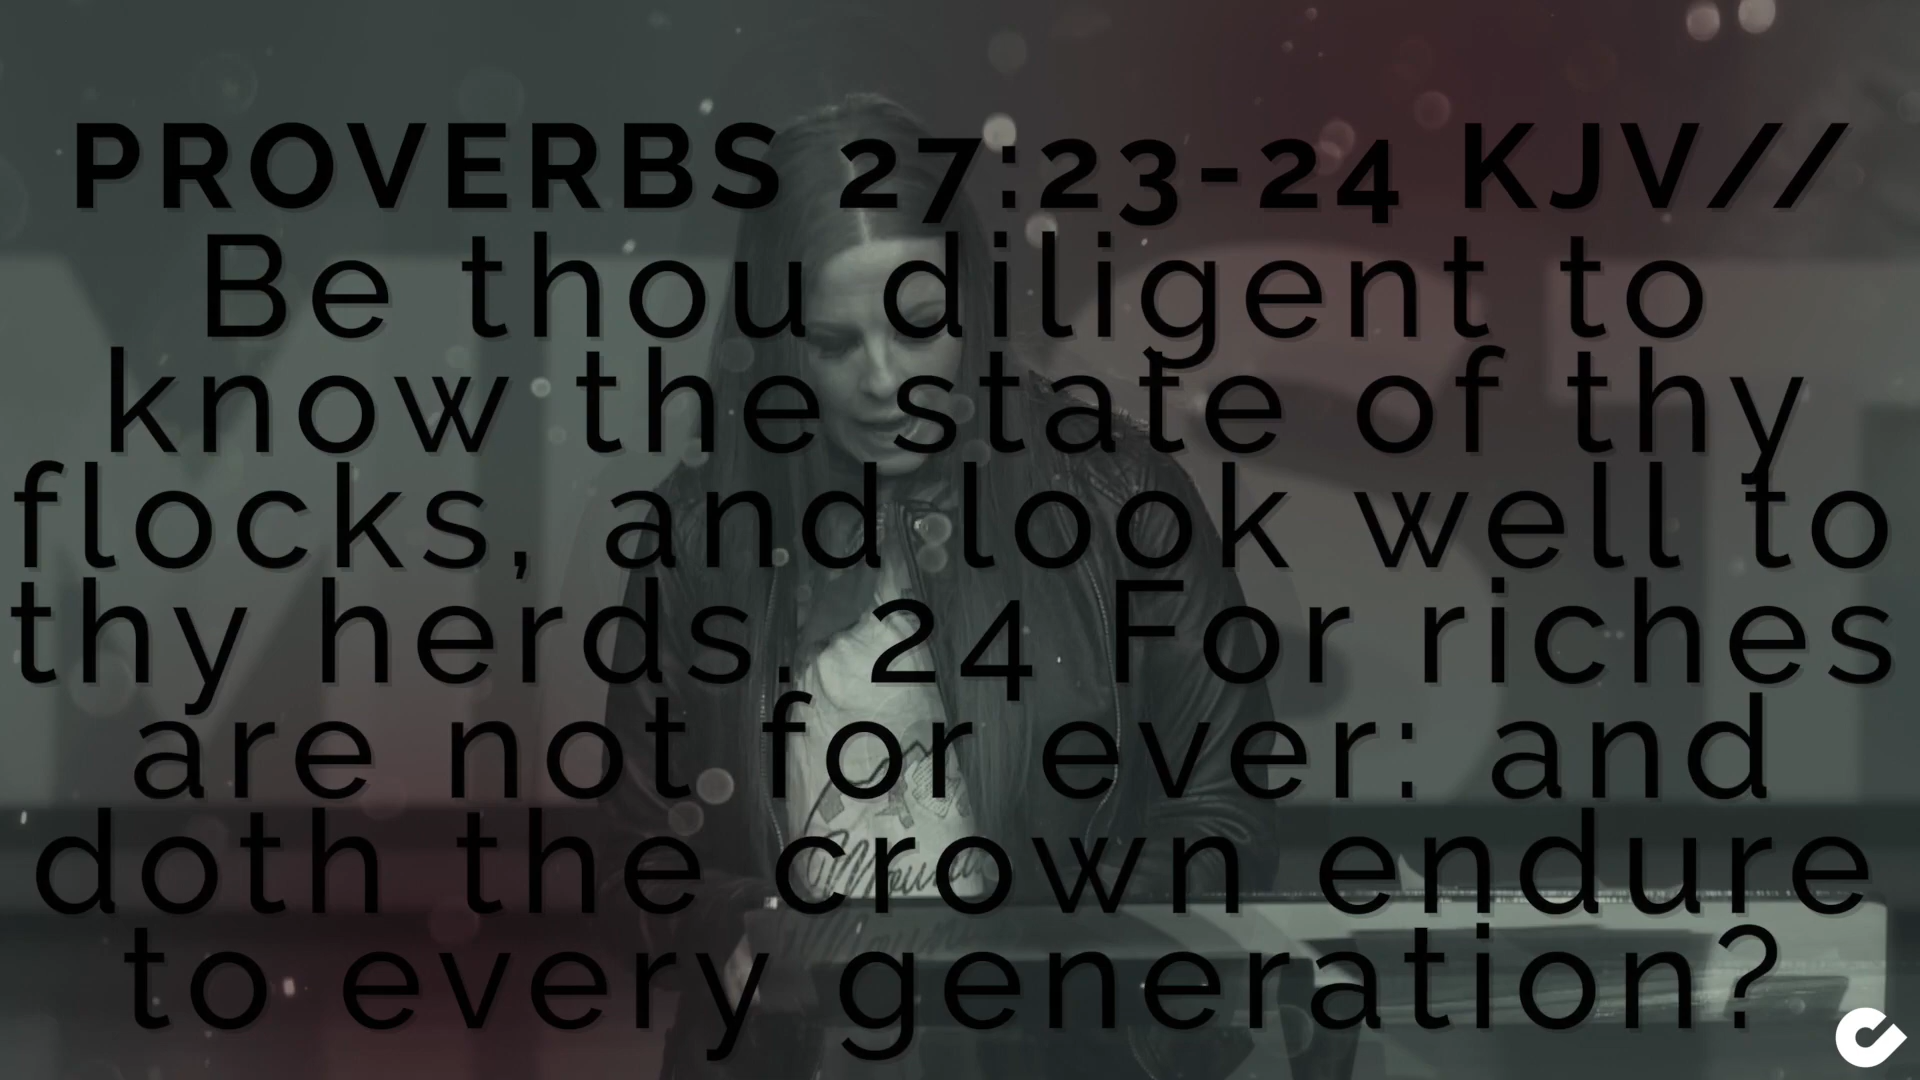 PROVERBS 27:23-24 KJV//
Be thou diligent to
know the state of thy
flocks, and look well to
thy herds. 24 For riches
are not for ever: and
doth the crown endure
to every generation?